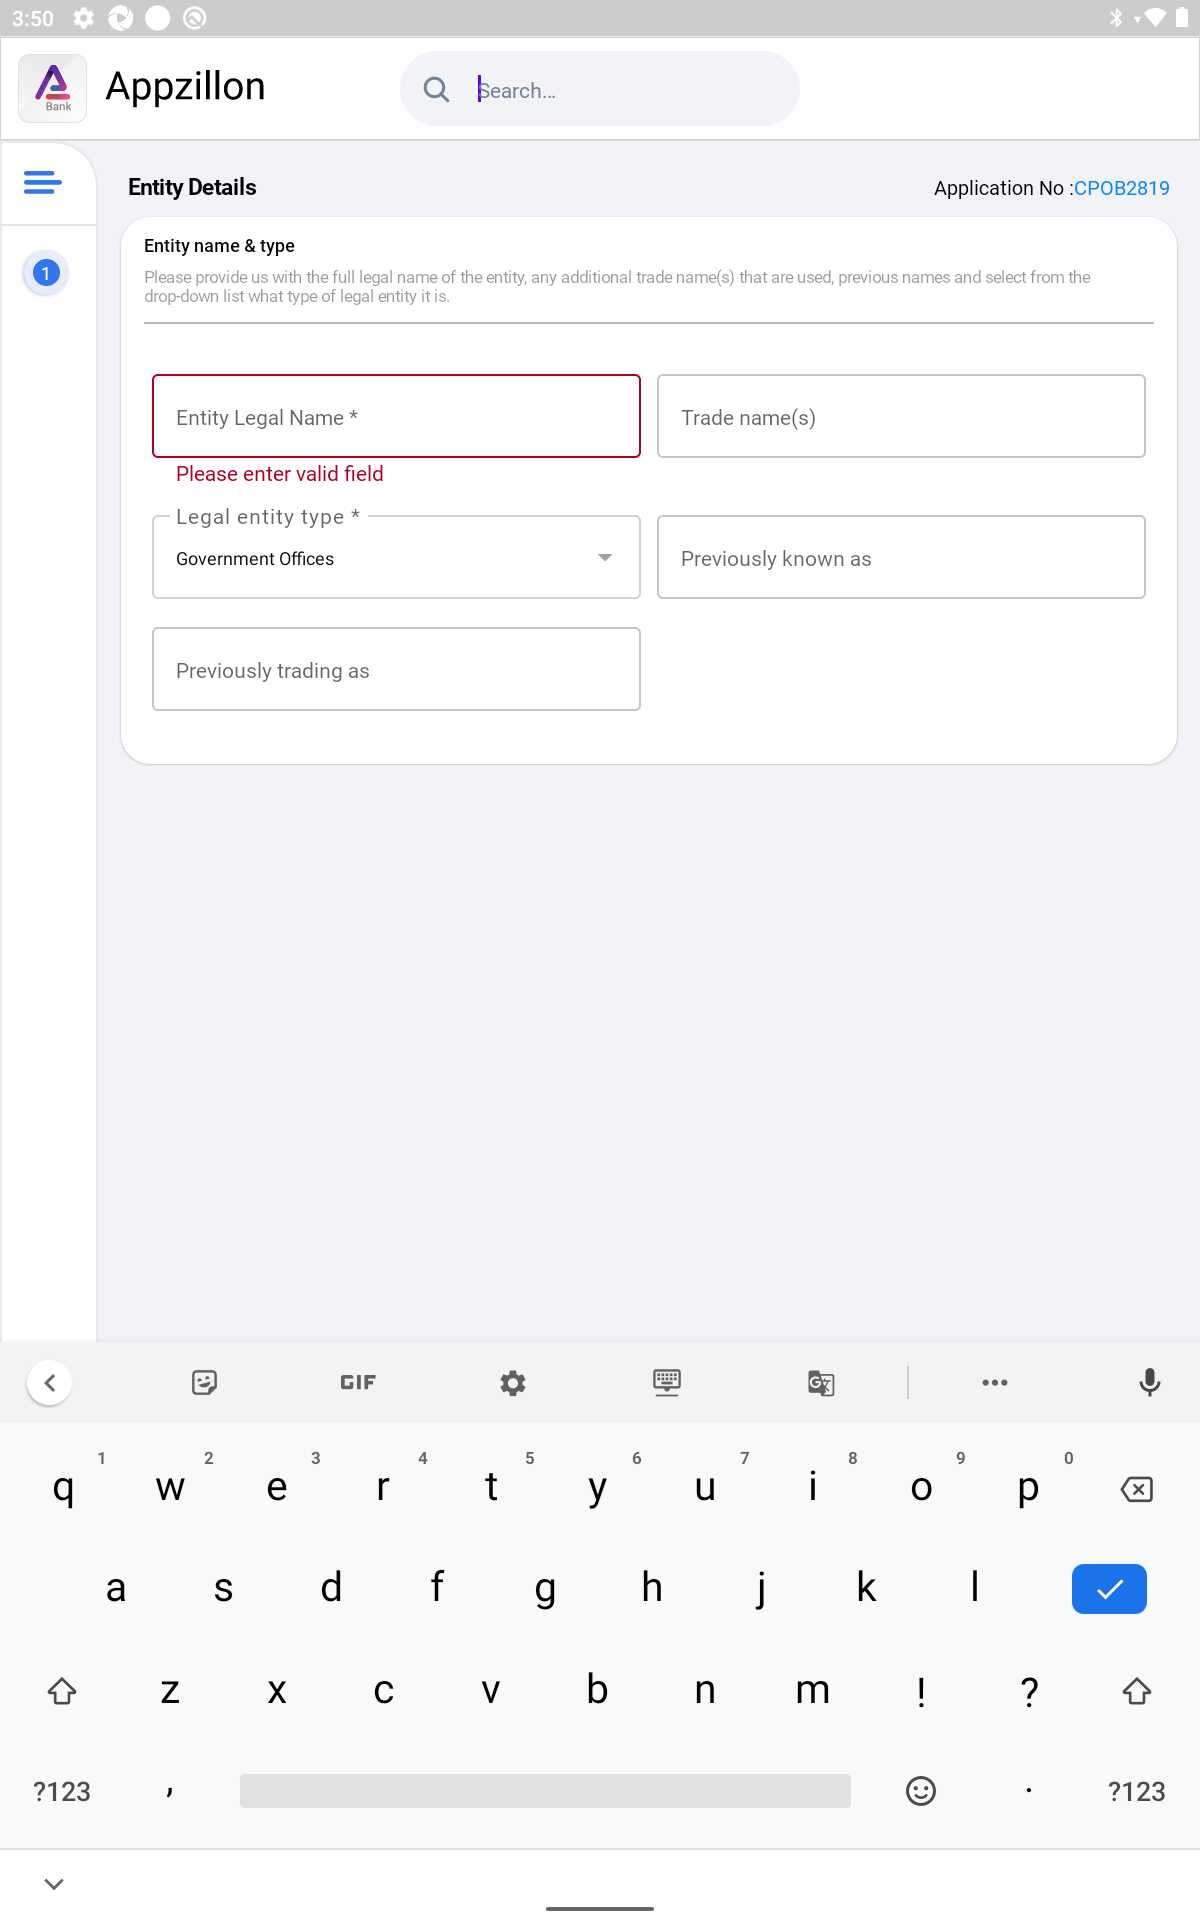 3:50
Bank
Appzillon
Search...
Entity Details
Application No :CPOB2819
1
Entity name & type
Please provide us with the full legal name of the entity, any additional trade name(s) that are used, previous names and select from the
drop-down list what type of legal entity it is.
Entity Legal Name *
Trade name(s)
Please enter valid field
Legal entity type *
Government Offices
Previously known as
Previously trading as
GIF
1 2 3 4 5 6 7 8 9 0
q w e r t y u i o p
a s d f g h j k l
z x c v b n m ! ?
?123 , . ?123